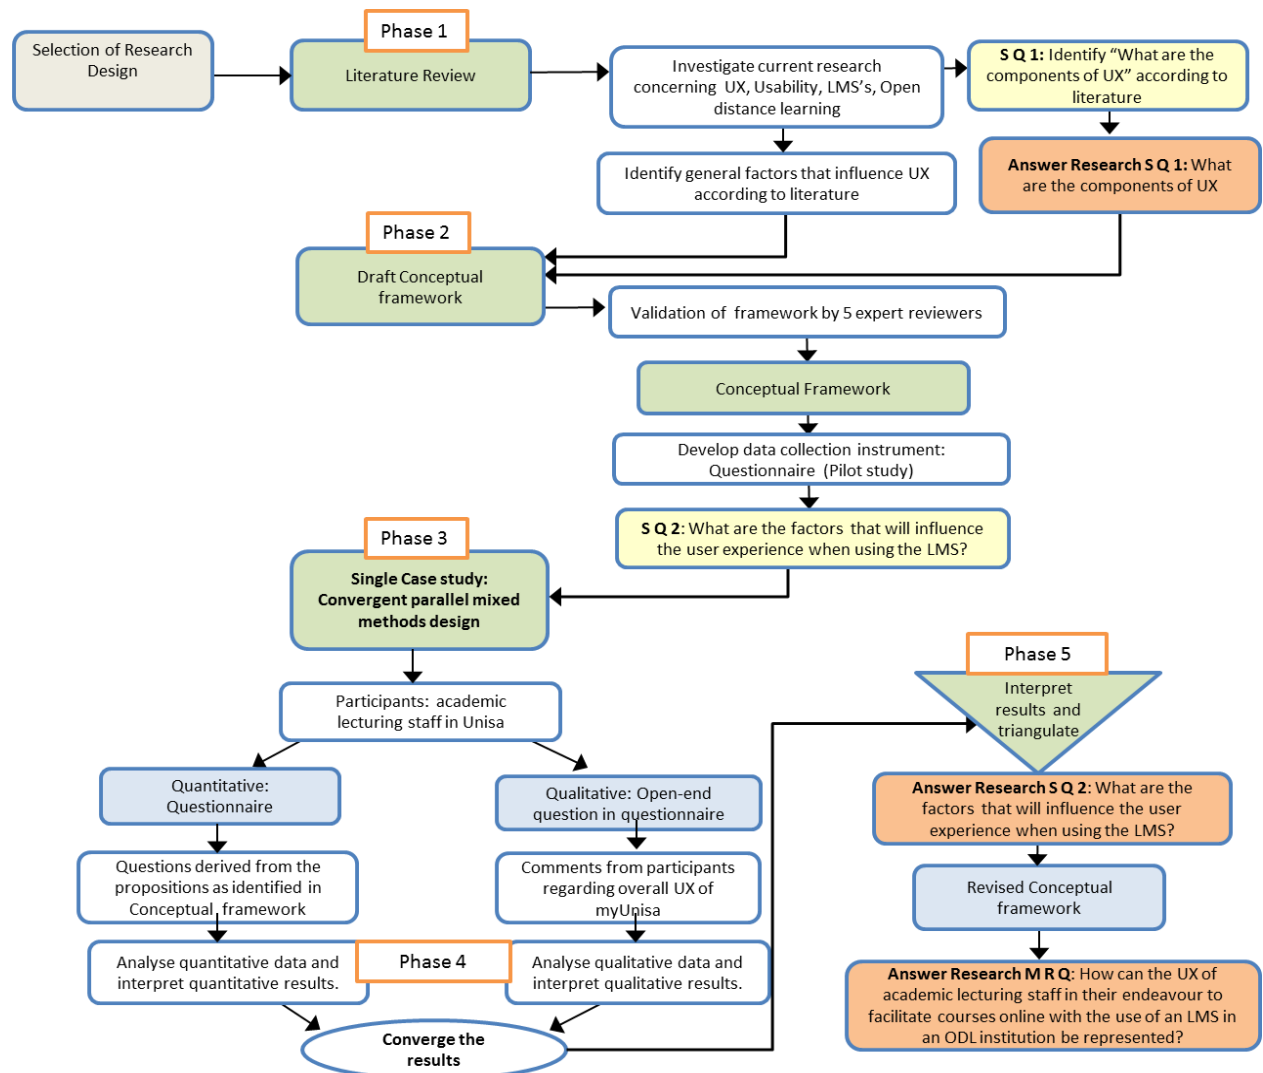 Phase 1
Selection of Research
Design
Literature Review
Investigate current research
concerning UX, Usability, LMS's, Open
distance learning
S Q 1: Identify “What are the
components of UX” according to
literature
Identify general factors that influence UX
according to literature
Answer Research S Q 1: What
are the components of UX
Phase 2
Draft Conceptual
framework
Validation of framework by 5 expert reviewers
Conceptual Framework
Develop data collection instrument:
Questionnaire (Pilot study)
S Q 2: What are the factors that will influence
the user experience when using the LMS?
Phase 3
Single Case study:
Convergent parallel mixed
methods design
Participants: academic
lecturing staff in Unisa
Quantitative:
Questionnaire
Qualitative: Open-end
question in questionnaire
Questions derived from the
propositions as identified in
Conceptual framework
Comments from participants
regarding overall UX of
myUnisa
Phase 4
Analyse quantitative data and
interpret quantitative results.
Analyse qualitative data and
interpret qualitative results.
Converge the
results
Phase 5
Interpret
results and
triangulate
Answer Research S Q 2: What are the
factors that will influence the user
experience when using the LMS?
Revised Conceptual
framework
Answer Research M R Q: How can the UX of
academic lecturing staff in their endeavour to
facilitate courses online with the use of an LMS in
an ODL institution be represented?